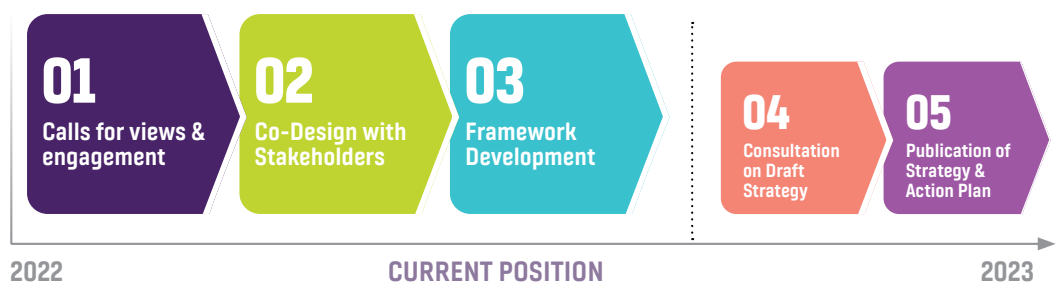 01
Calls for views &
engagement
02
Co-Design with
Stakeholders
03
Framework
Development
04
Consultation
on Draft
Strategy
05
Publication of
Strategy &
Action Plan
2022
CURRENT POSITION
2023